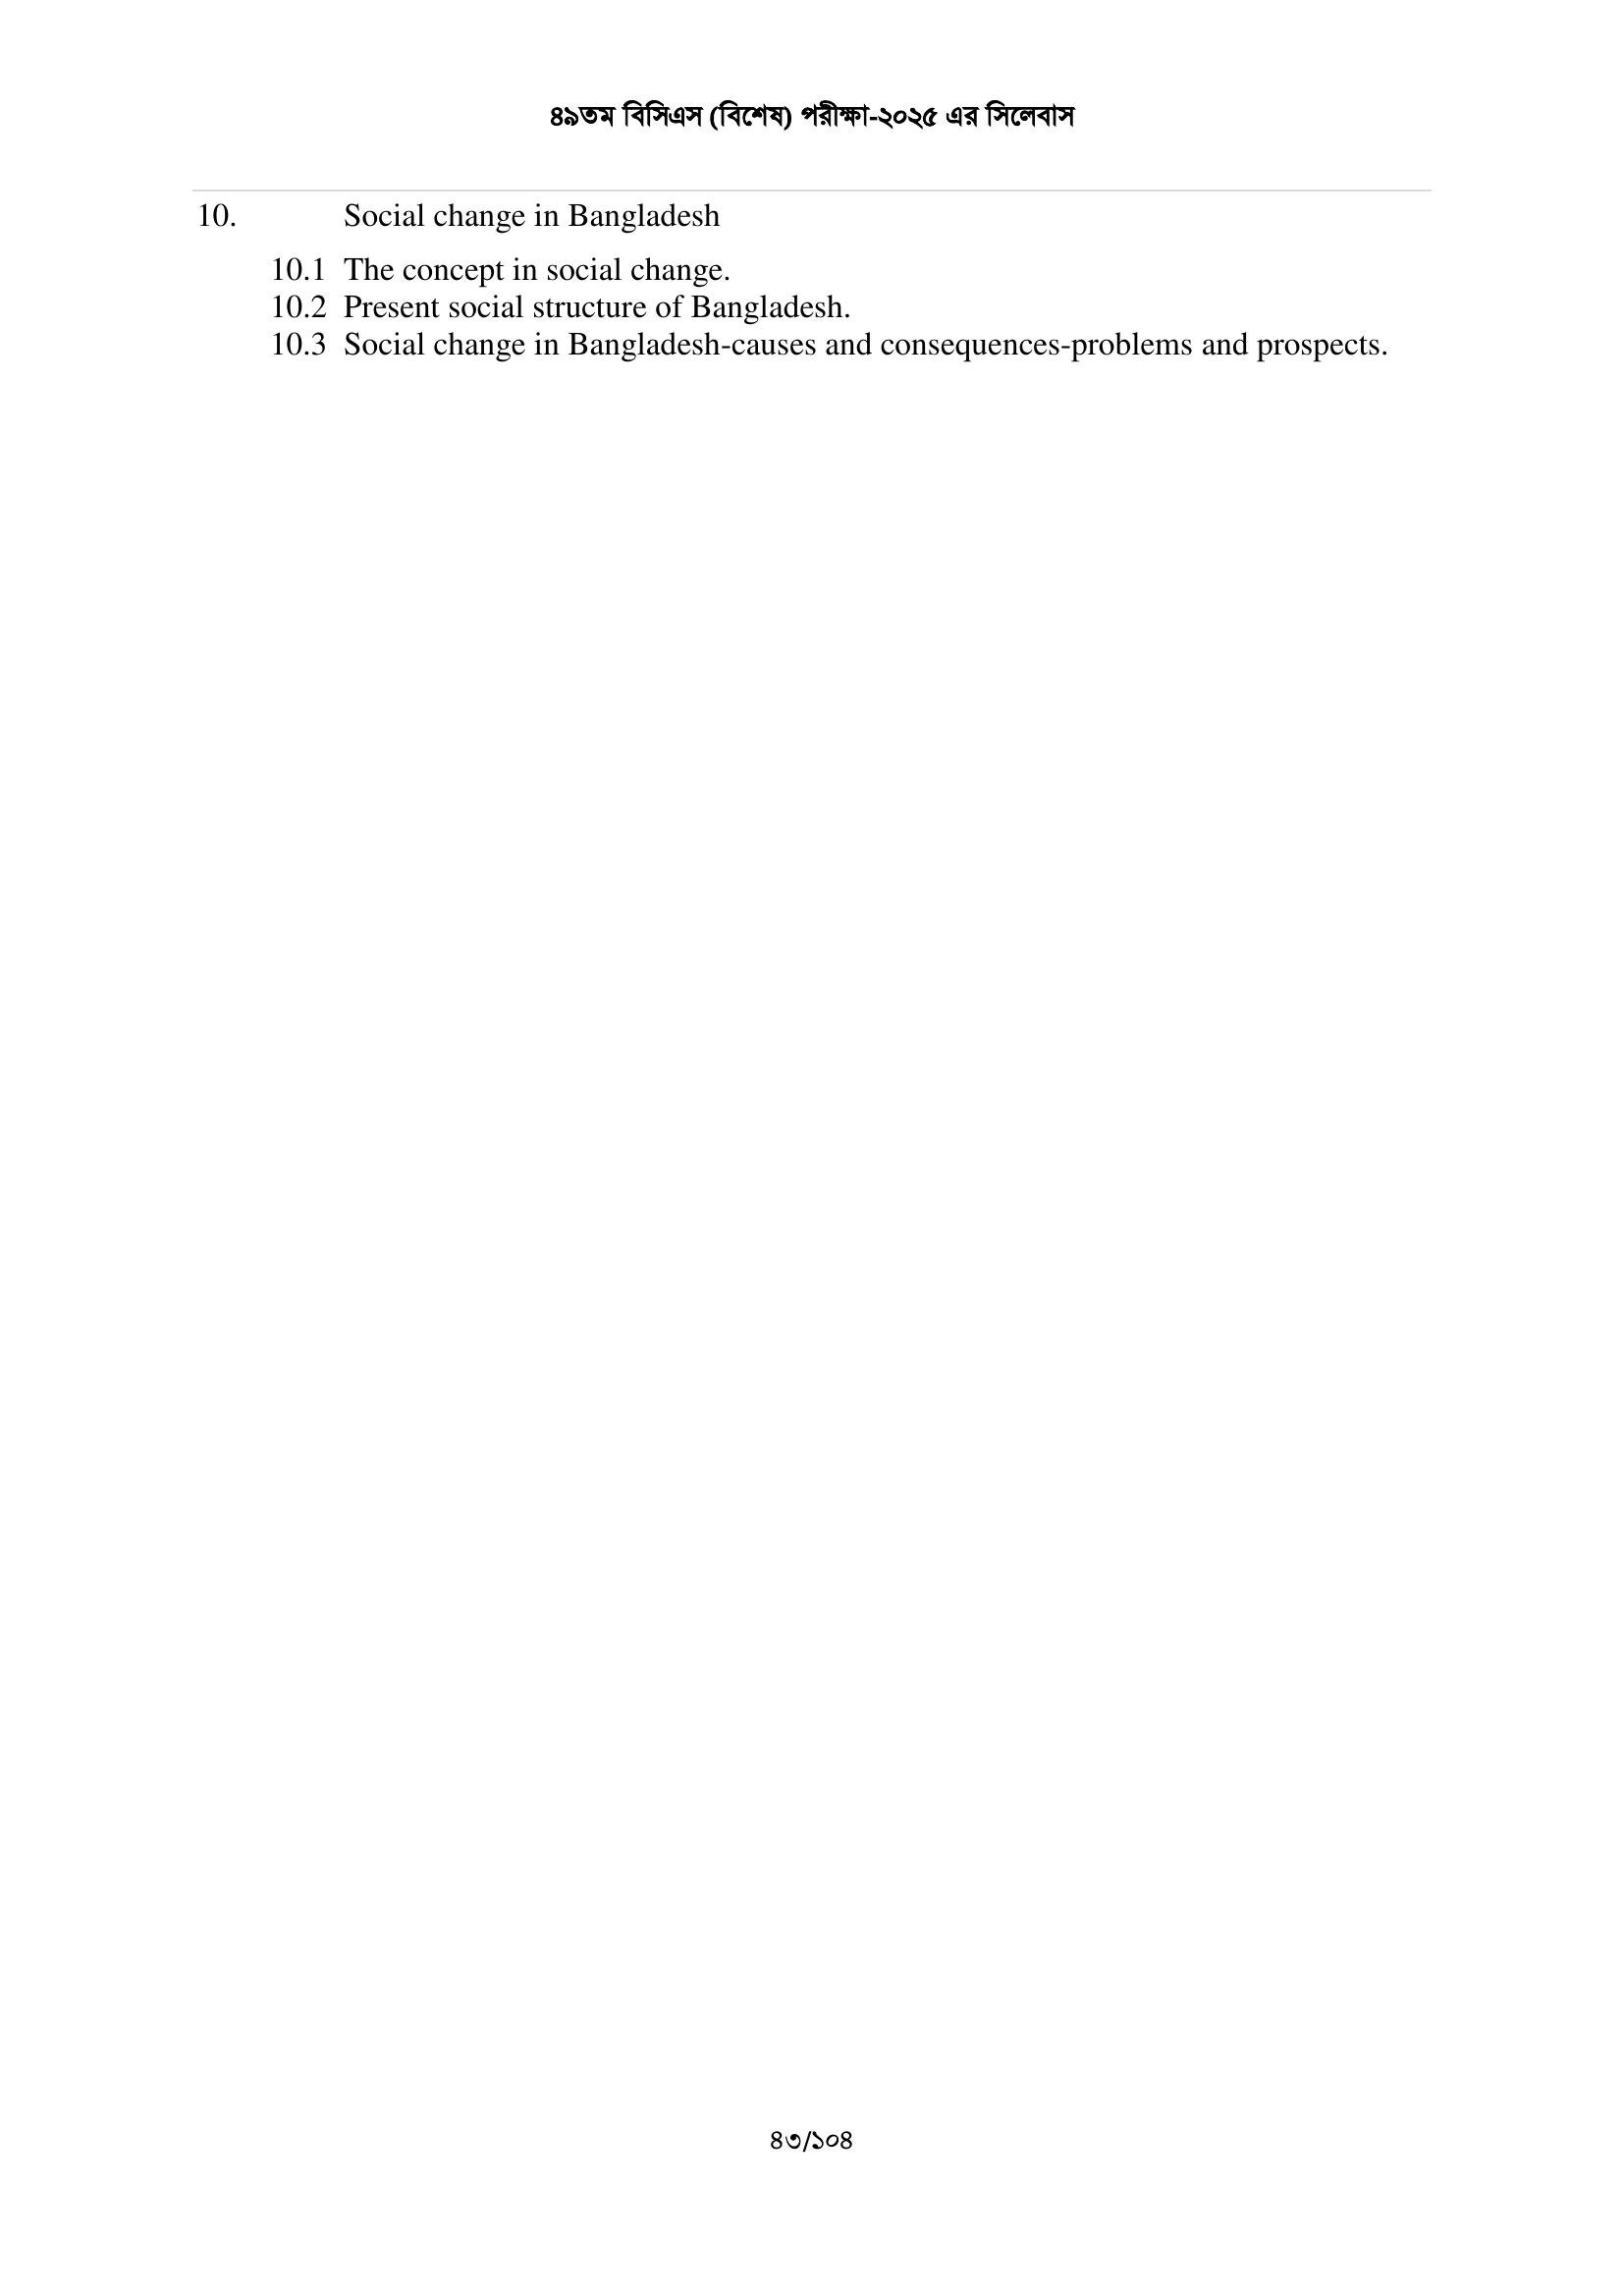 ৪৯তম বিসিএস (বিশেষ) পরীক্ষা-২০২৫ এর সিলেবাস
10. Social change in Bangladesh
10.1 The concept in social change.
10.2 Present social structure of Bangladesh.
10.3 Social change in Bangladesh-causes and consequences-problems and prospects.
৪৩/১০৪